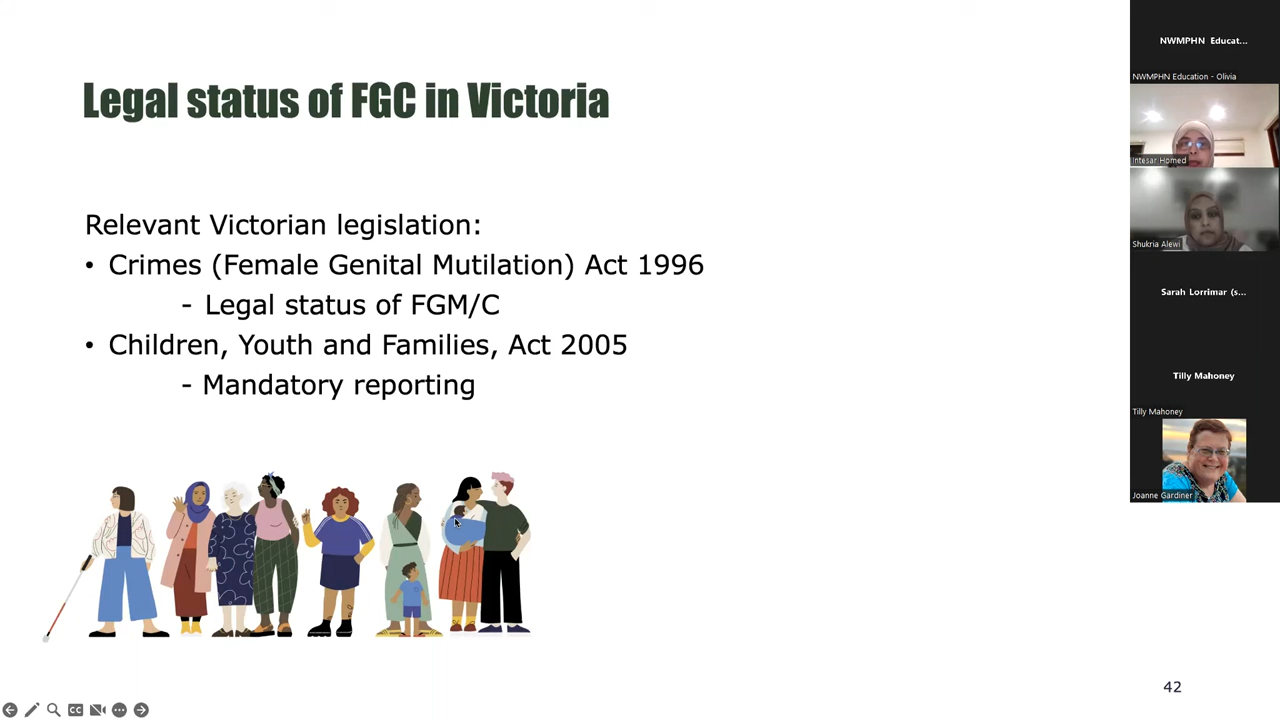 Legal status of FGC in Victoria
Relevant Victorian legislation:
• Crimes (Female Genital Mutilation) Act 1996
- Legal status of FGM/C
• Children, Youth and Families, Act 2005
- Mandatory reporting
42
NWMPHN Educat...
NWMPHN Education - Olivia
Intesar Homed
Shukria Alewi
Sarah Lorrimar (s...
Tilly Mahoney
Tilly Mahoney
Joanne Gardiner
CC